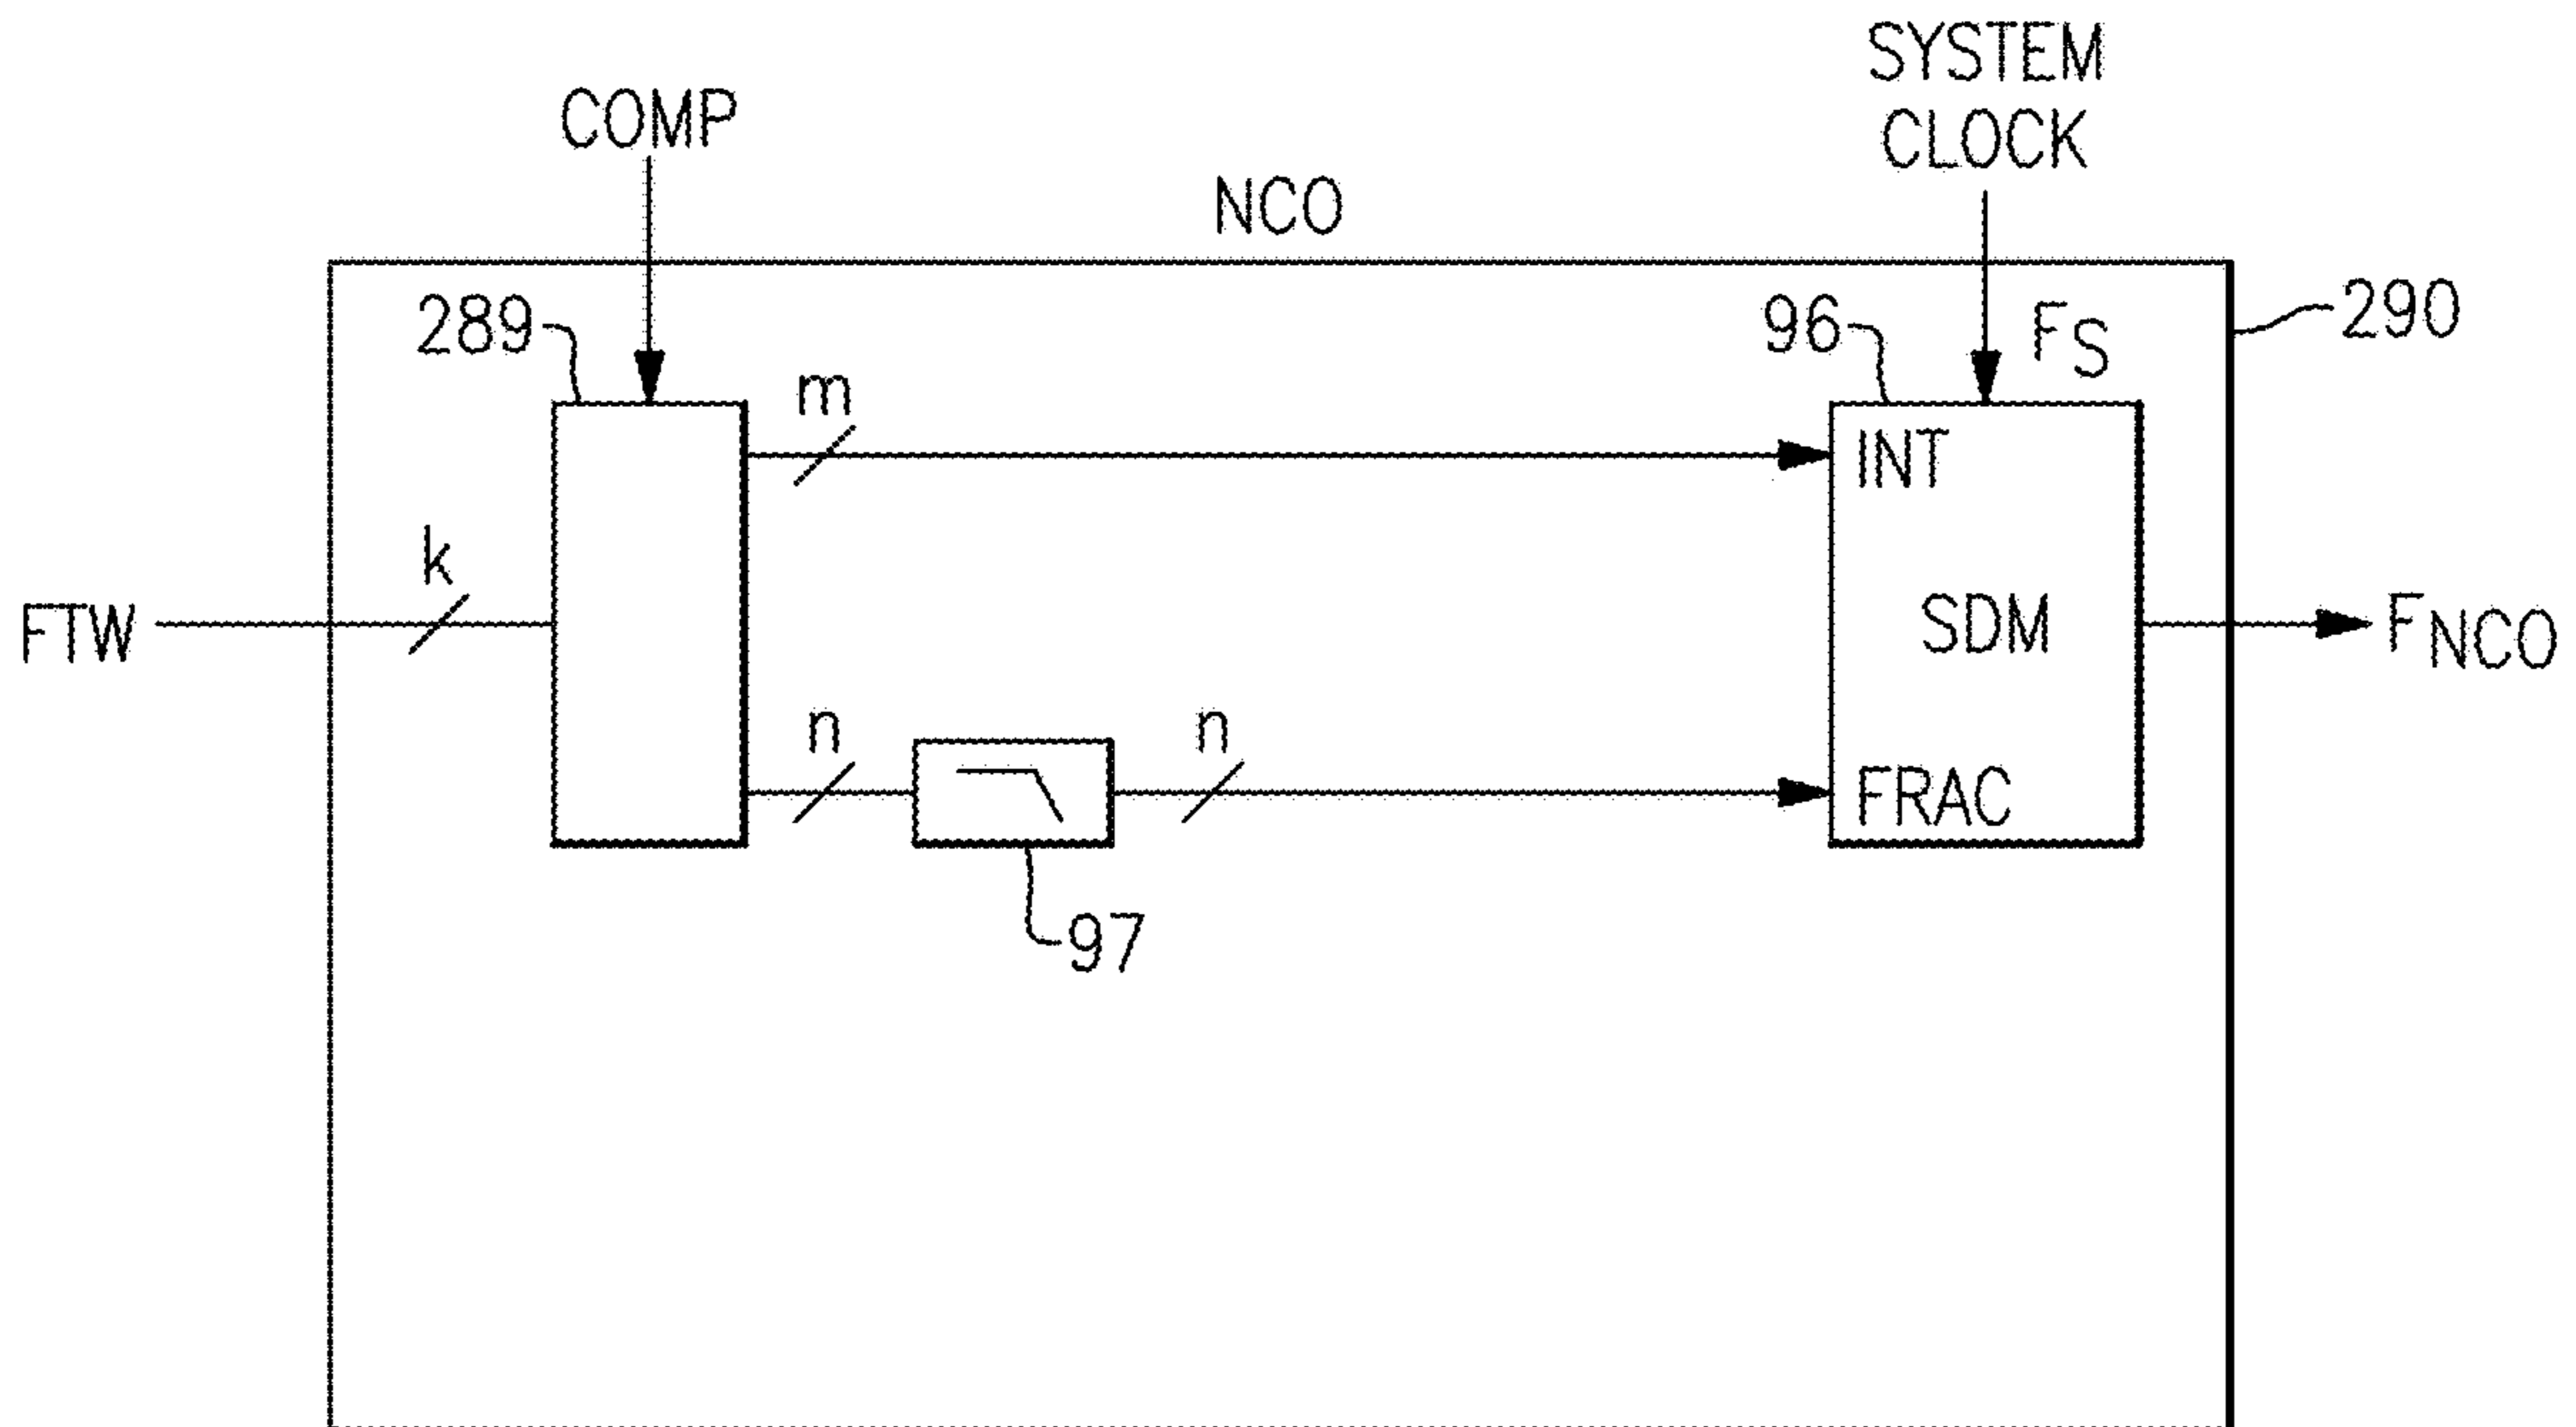 SYSTEM
CLOCK
COMP
NCO
289
96
FS
290
m
INT
k
FTW
SDM
FNCO
n
n
FRAC
97